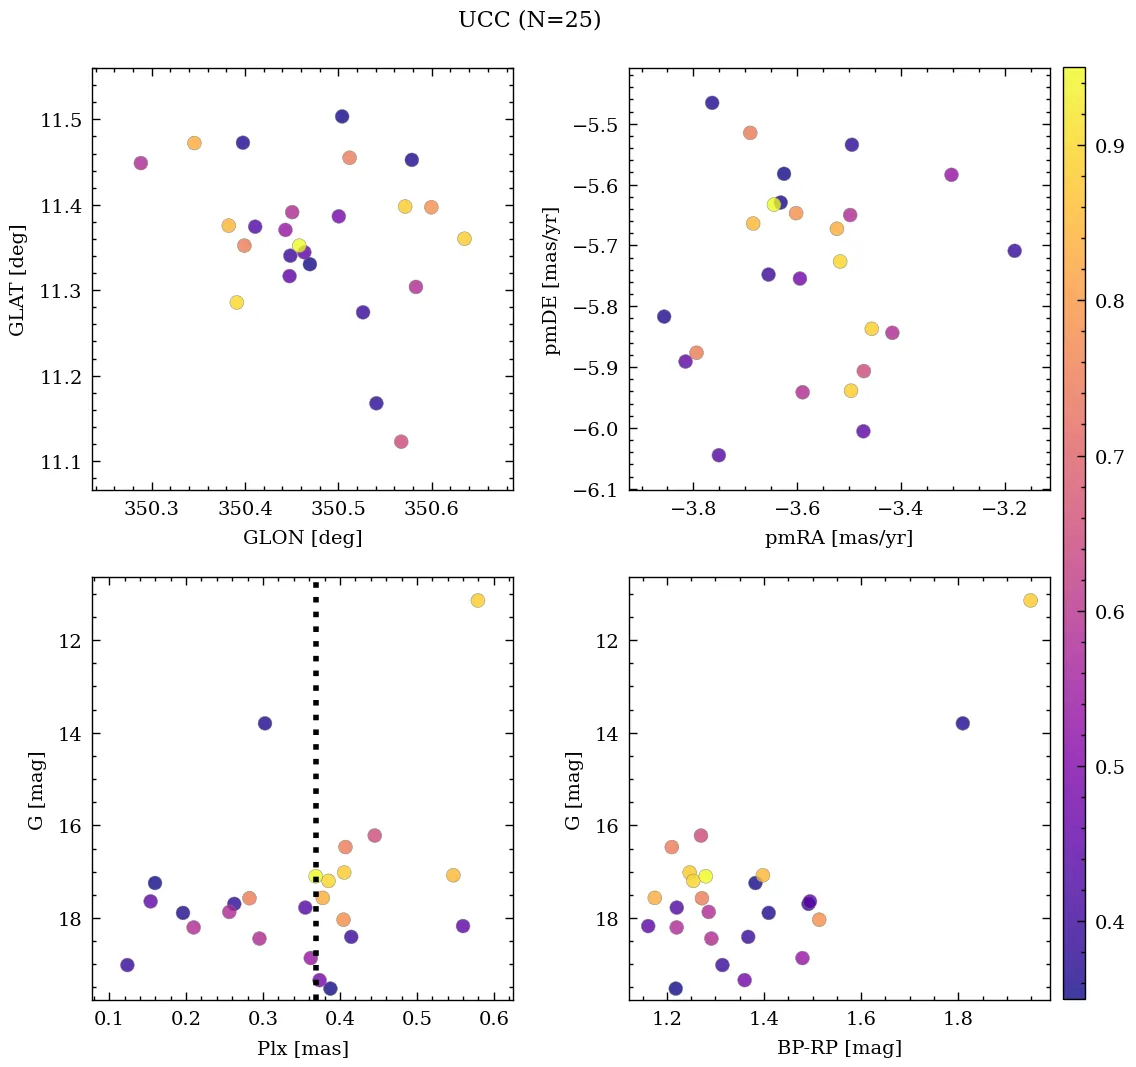 UCC (N=25)
11.5
11.4
11.3
11.2
11.1
GLAT [deg]
350.3 350.4 350.5 350.6
GLON [deg]
−5.5
−5.6
−5.7
−5.8
−5.9
−6.0
−6.1
pmDE [mas/yr]
−3.8 −3.6 −3.4 −3.2
pmRA [mas/yr]
12
14
16
18
G [mag]
0.1 0.2 0.3 0.4 0.5 0.6
Plx [mas]
12
14
16
18
G [mag]
1.2 1.4 1.6 1.8
BP-RP [mag]
0.9
0.8
0.7
0.6
0.5
0.4